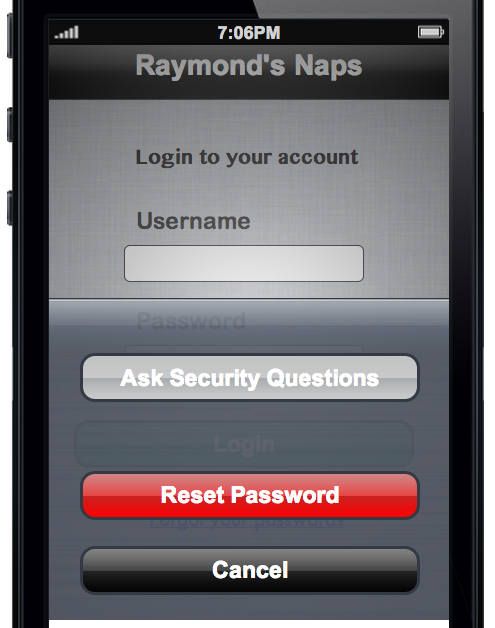 7:06PM
Raymond's Naps
Login to your account
Username
Password
Ask Security Questions
Login
Reset Password
Forgot your password?
Cancel